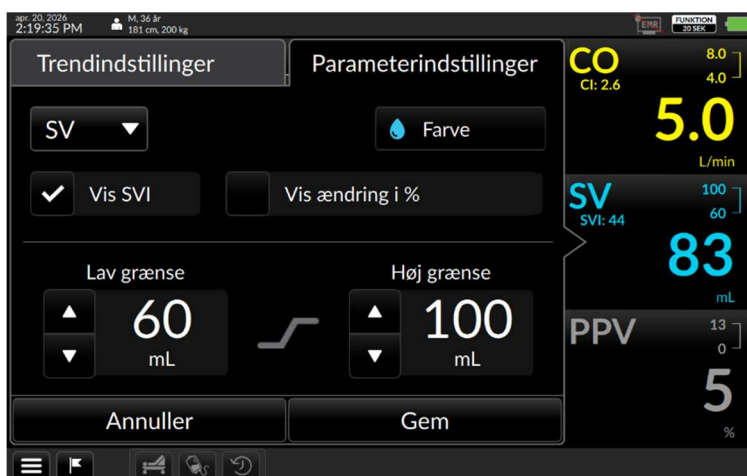 apr. 20, 2026
2:19:35 PM
M, 36 år
181 cm, 200 kg
EMR
FUNKTION
20 SEK
Trendindstillinger
Parameterindstillinger
SV
Farve
Vis SVI
Vis ændring i %
Lav grænse
Høj grænse
60
mL
100
mL
Annuller
Gem
CO
CI: 2.6
8.0
4.0
5.0
L/min
SV
SVI: 44
100
60
83
mL
PPV
13
0
5
%